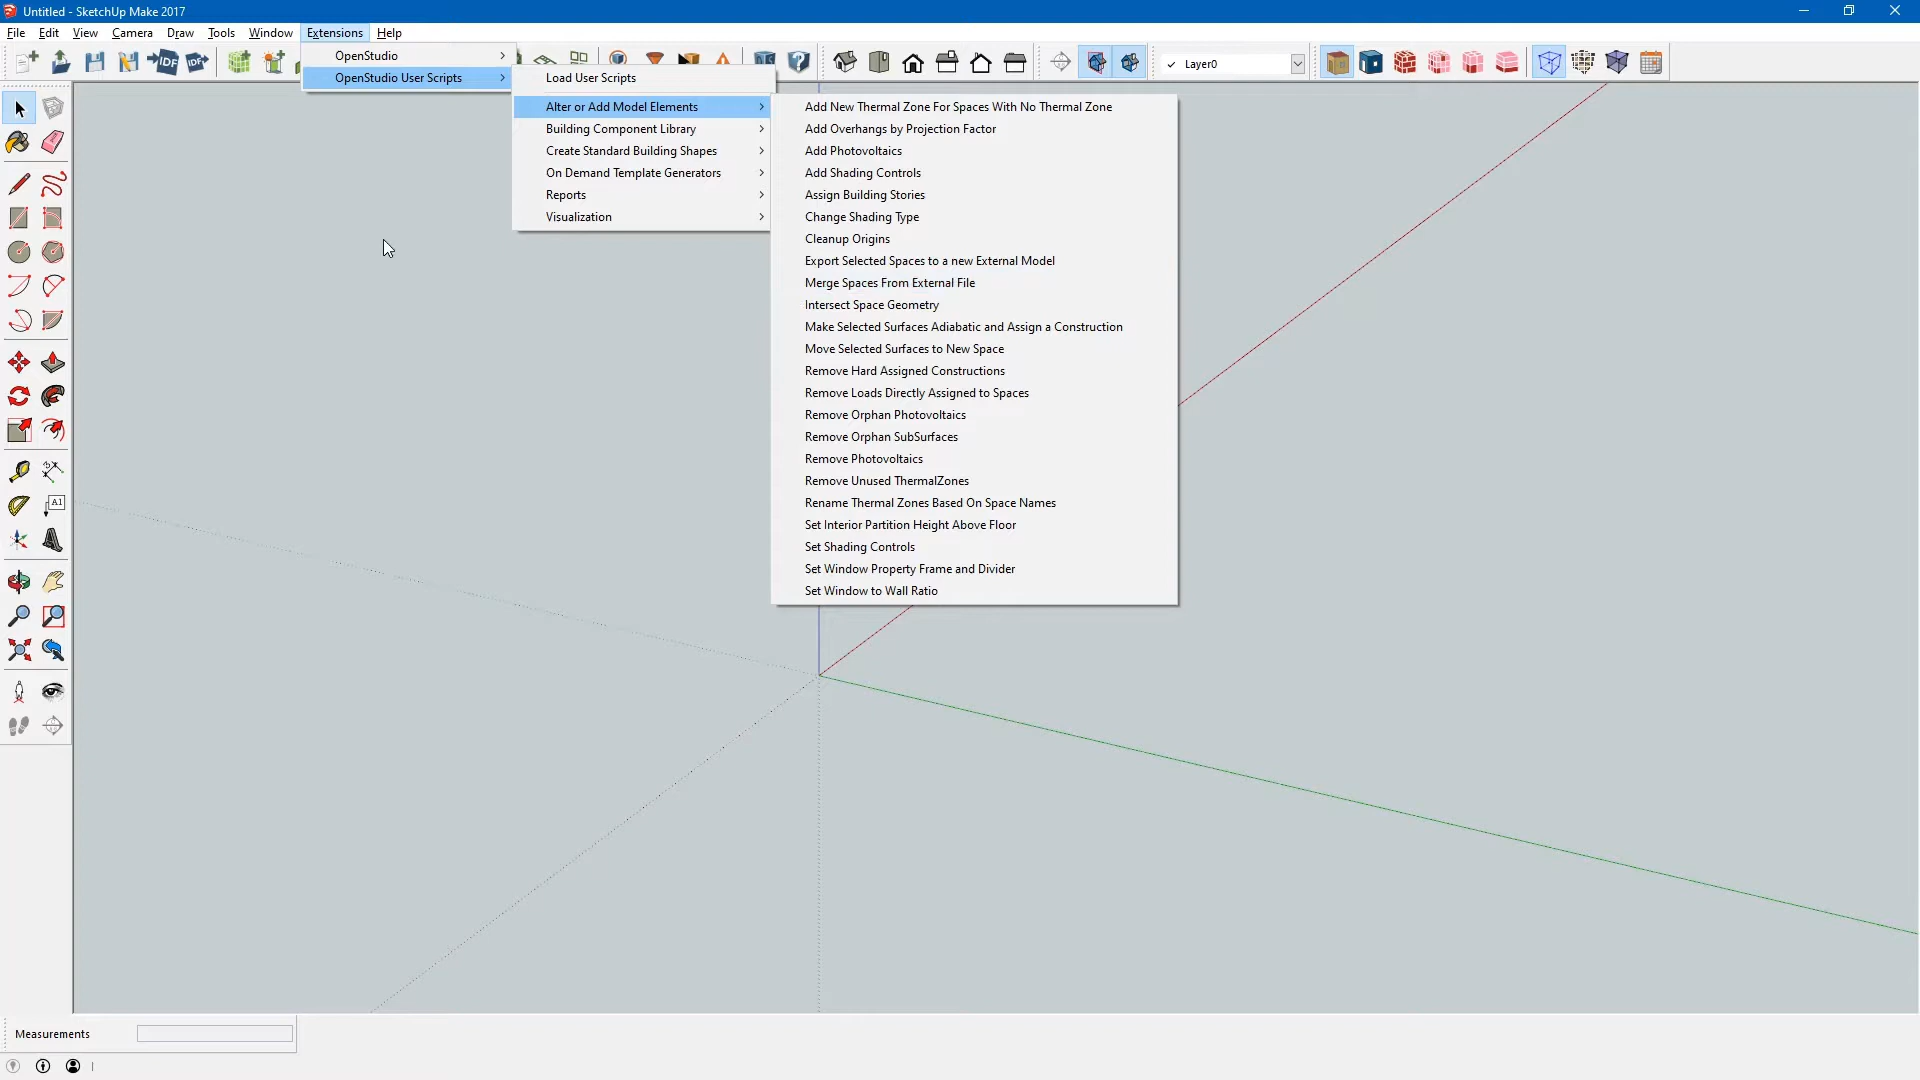 Untitled - SketchUp Make 2017
File Edit View Camera Draw Tools Window Extensions Help
IDF IDF
Layer0
OpenStudio
OpenStudio User Scripts
Load User Scripts
Alter or Add Model Elements
Building Component Library
Create Standard Building Shapes
On Demand Template Generators
Reports
Visualization
Add New Thermal Zone For Spaces With No Thermal Zone
Add Overhangs by Projection Factor
Add Photovoltaics
Add Shading Controls
Assign Building Stories
Change Shading Type
Cleanup Origins
Export Selected Spaces to a new External Model
Merge Spaces From External File
Intersect Space Geometry
Make Selected Surfaces Adiabatic and Assign a Construction
Move Selected Surfaces to New Space
Remove Hard Assigned Constructions
Remove Loads Directly Assigned to Spaces
Remove Orphan Photovoltaics
Remove Orphan SubSurfaces
Remove Photovoltaics
Remove Unused ThermalZones
Rename Thermal Zones Based On Space Names
Set Interior Partition Height Above Floor
Set Shading Controls
Set Window Property Frame and Divider
Set Window to Wall Ratio
A1
Measurements